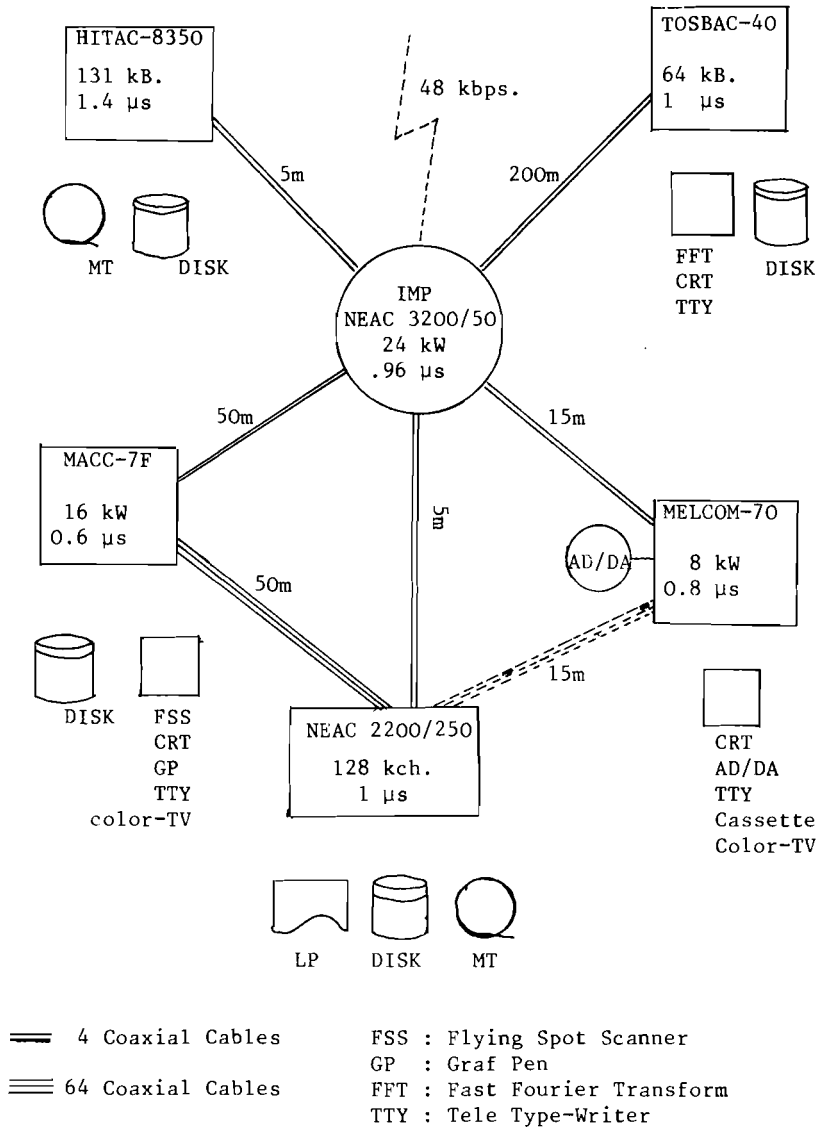 HITAC-8350
131 kB.
1.4 µs
48 kbps.
TOSBAC-40
64 kB.
1 µs
5m
200m
MT
DISK
FFT
CRT
TTY
DISK
IMP
NEAC 3200/50
24 kW
.96 µs
50m
15m
MACC-7F
16 kW
0.6 µs
5m
MELCOM-70
8 kW
0.8 µs
AD/DA
50m
15m
DISK
FSS
CRT
GP
TTY
color-TV
NEAC 2200/250
128 kch.
1 µs
CRT
AD/DA
TTY
Cassette
Color-TV
LP
DISK
MT
4 Coaxial Cables
64 Coaxial Cables
FSS : Flying Spot Scanner
GP : Graf Pen
FFT : Fast Fourier Transform
TTY : Tele Type-Writer